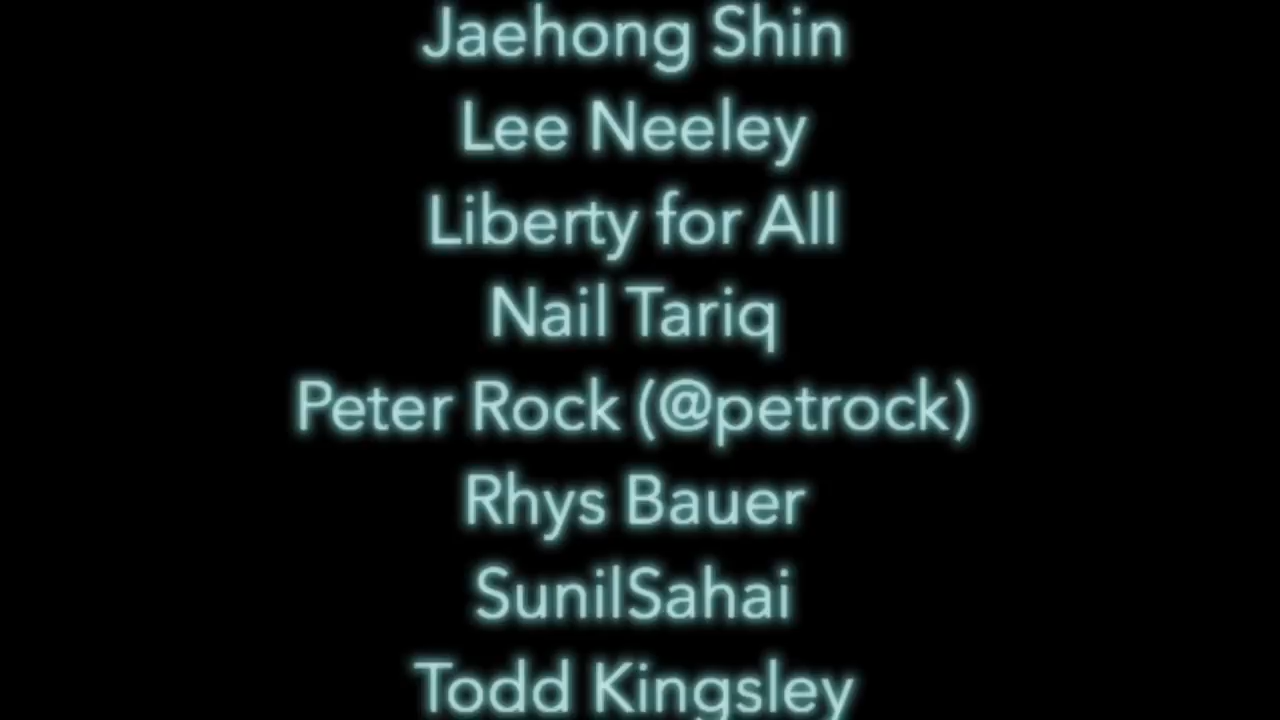 Jaehong Shin
Lee Neeley
Liberty for All
Nail Tariq
Peter Rock (@petrock)
Rhys Bauer
SunilSahai
Todd Kingsley